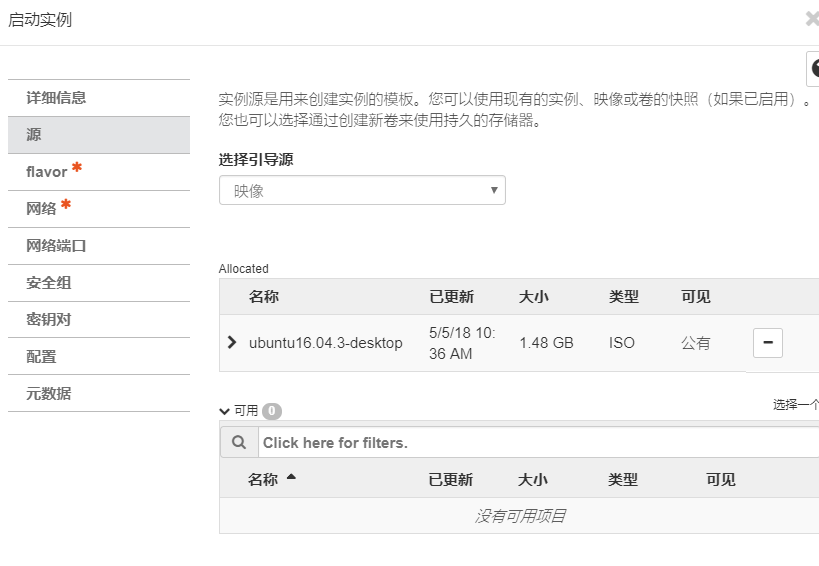 启动实例
详细信息
源
flavor *
网络 *
网络端口
安全组
密钥对
配置
元数据
实例源是用来创建实例的模板。您可以使用现有的实例、映像或卷的快照（如果已启用）。
您也可以选择通过创建新卷来使用持久的存储器。
选择引导源
映像
Allocated
名称 已更新 大小 类型 可见
ubuntu16.04.3-desktop 5/5/18 10:36 AM 1.48 GB ISO 公有
可用 0 选择一个
Click here for filters.
名称 已更新 大小 类型 可见
没有可用项目